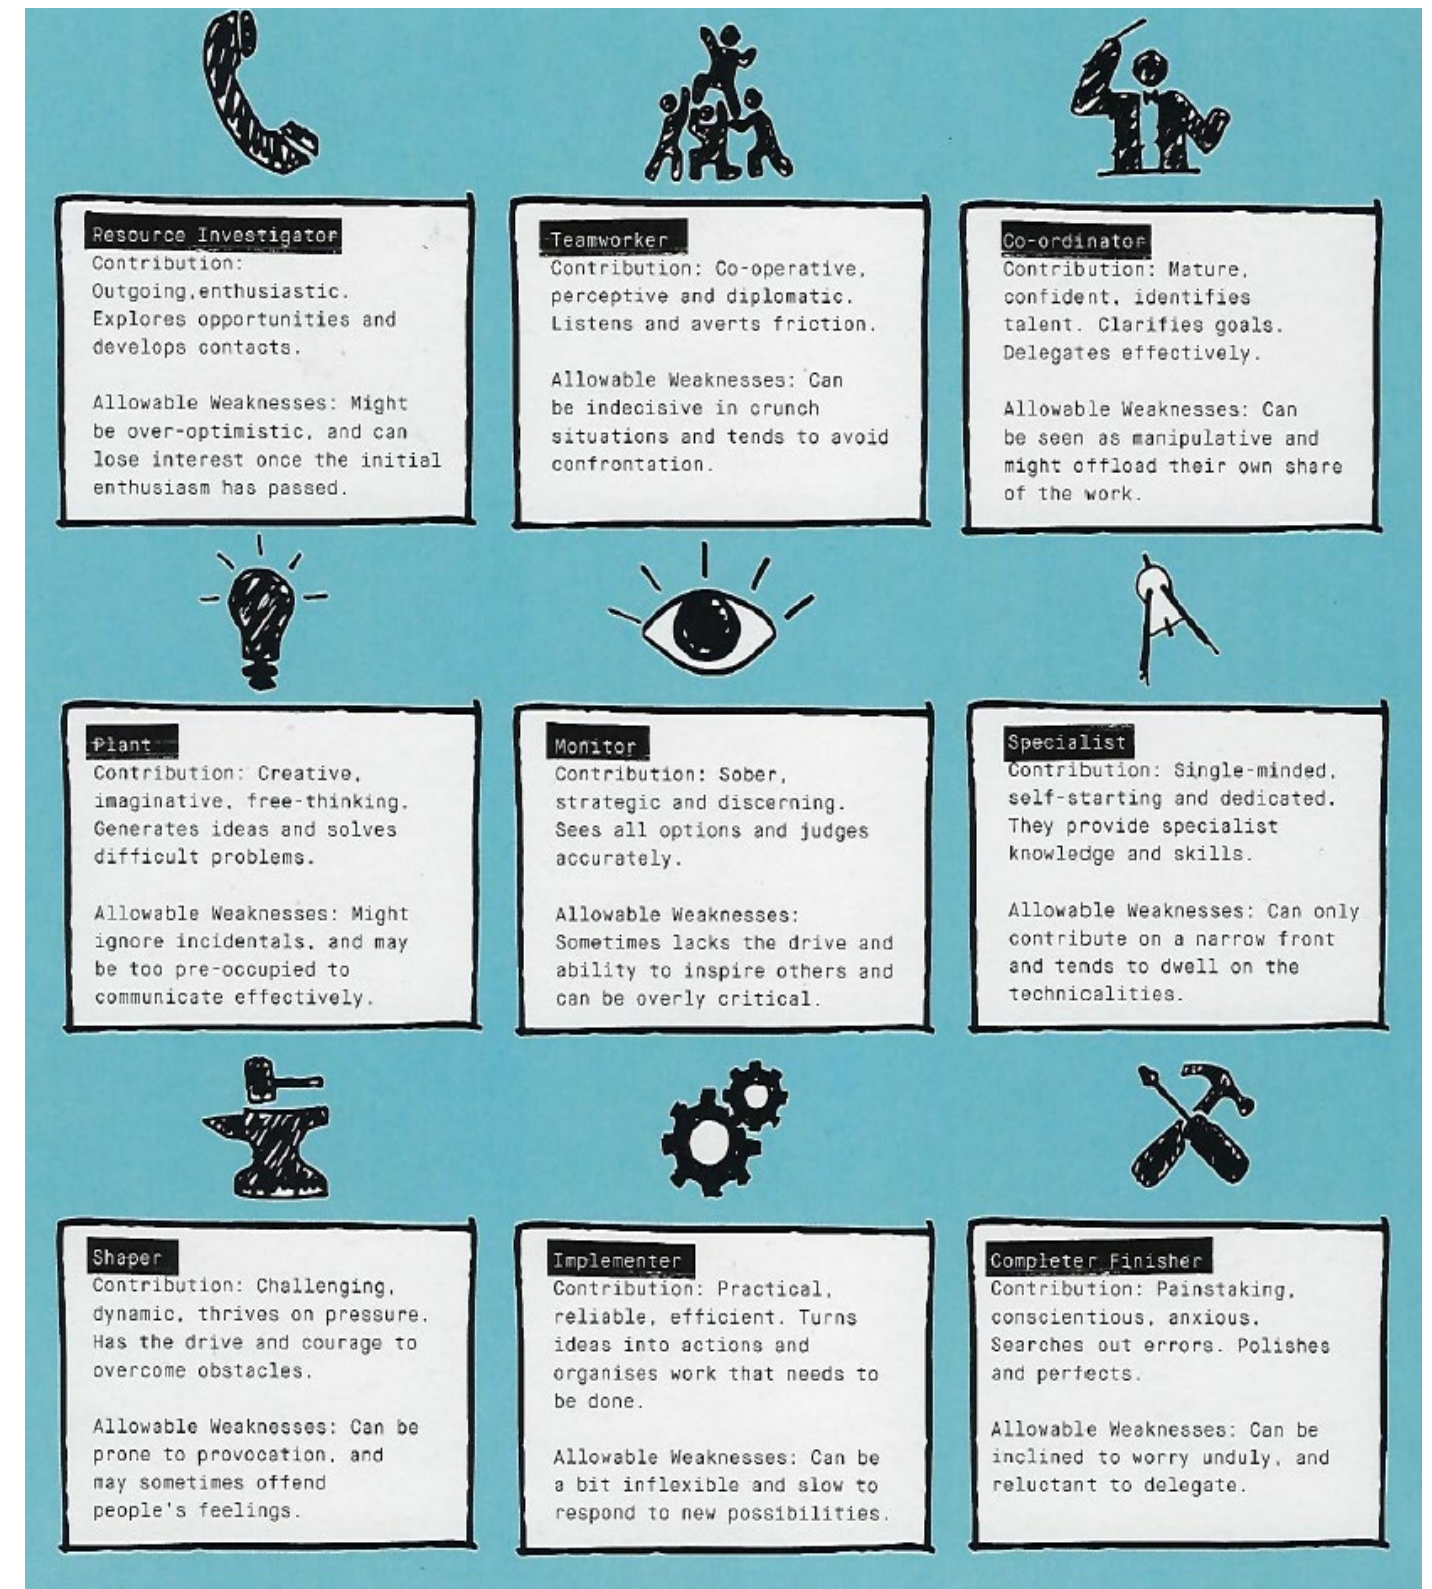 Resource Investigator
Contribution:
Outgoing,enthusiastic.
Explores opportunities and
develops contacts.
Allowable Weaknesses: Might
be over-optimistic, and can
lose interest once the initial
enthusiasm has passed.
Teamworker
Contribution: Co-operative,
perceptive and diplomatic.
Listens and averts friction.
Allowable Weaknesses: Can
be indecisive in crunch
situations and tends to avoid
confrontation.
Co-ordinator
Contribution: Mature,
confident, identifies
talent. Clarifies goals.
Delegates effectively.
Allowable Weaknesses: Can
be seen as manipulative and
might offload their own share
of the work.
Plant
Contribution: Creative,
imaginative, free-thinking.
Generates ideas and solves
difficult problems.
Allowable Weaknesses: Might
ignore incidentals, and may
be too pre-occupied to
communicate effectively.
Monitor
Contribution: Sober,
strategic and discerning.
Sees all options and judges
accurately.
Allowable Weaknesses:
Sometimes lacks the drive and
ability to inspire others and
can be overly critical.
Specialist
Contribution: Single-minded,
self-starting and dedicated.
They provide specialist
knowledge and skills.
Allowable Weaknesses: Can only
contribute on a narrow front
and tends to dwell on the
technicalities.
Shaper
Contribution: Challenging,
dynamic, thrives on pressure.
Has the drive and courage to
overcome obstacles.
Allowable Weaknesses: Can be
prone to provocation, and
may sometimes offend
people's feelings.
Implementer
Contribution: Practical,
reliable, efficient. Turns
ideas into actions and
organises work that needs to
be done.
Allowable Weaknesses: Can be
a bit inflexible and slow to
respond to new possibilities.
Completer Finisher
Contribution: Painstaking,
conscientious, anxious.
Searches out errors. Polishes
and perfects.
Allowable Weaknesses: Can be
inclined to worry unduly, and
reluctant to delegate.